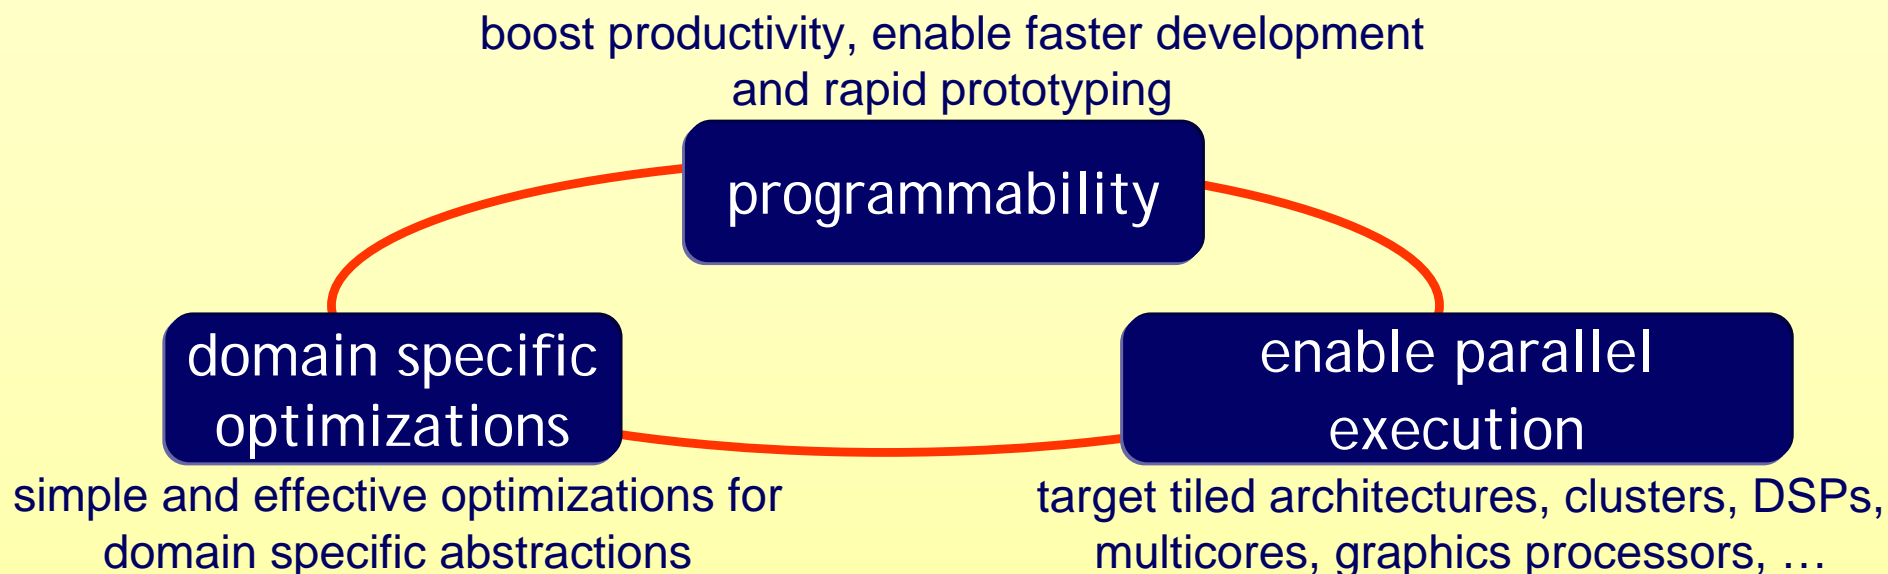 boost productivity, enable faster development
and rapid prototyping
programmability
domain specific
optimizations
simple and effective optimizations for
domain specific abstractions
enable parallel
execution
target tiled architectures, clusters, DSPs,
multicores, graphics processors, …